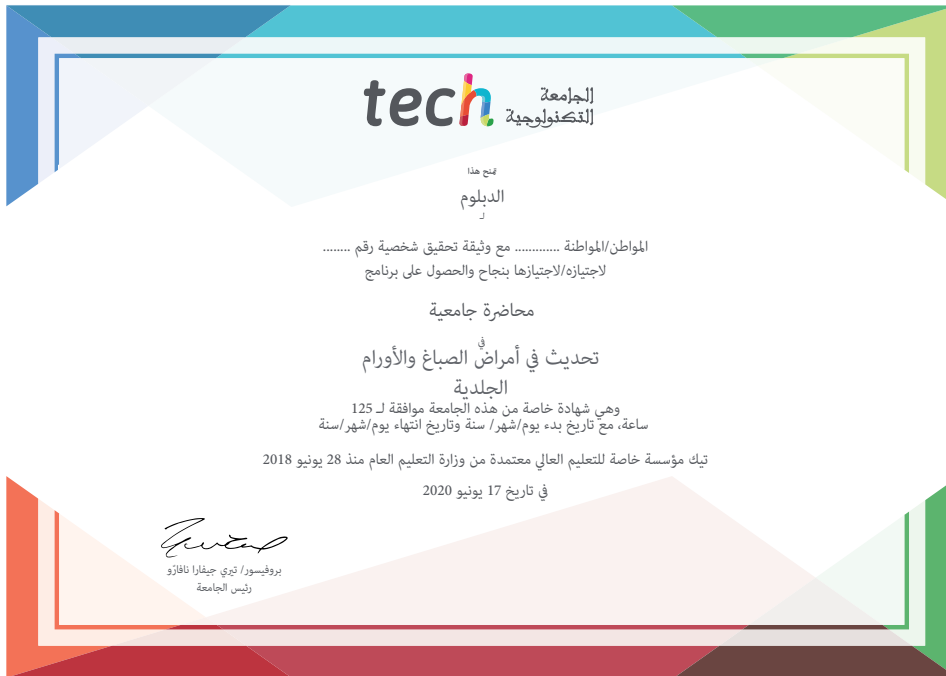 tech الجامعة
التكنولوجية
يمنح هذا
الدبلوم
لـ
المواطن/المواطنة ............. مع وثيقة تحقيق شخصية رقم ........
لاجتيازه/لاجتيازها بنجاح والحصول على برنامج
محاضرة جامعية
في
تحديث في أمراض الصباغ والأورام
الجلدية
وهي شهادة خاصة من هذه الجامعة موافقة لـ 125
ساعة، مع تاريخ بدء يوم/شهر/ سنة وتاريخ انتهاء يوم/شهر/سنة
تيك مؤسسة خاصة للتعليم العالي معتمدة من وزارة التعليم العام منذ 28 يونيو 2018
في تاريخ 17 يونيو 2020
بروفيسور/ تيري جيفارا نافارّو
رئيس الجامعة